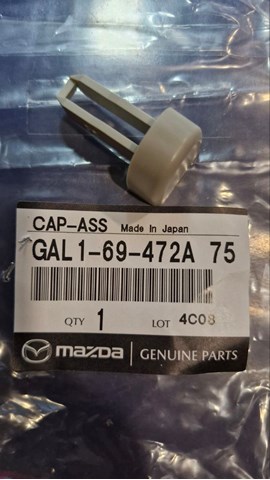 CAP-ASS Made In Japan
GAL1-69-472A 75
QTY 1 LOT 4C08
mazda GENUINE PARTS